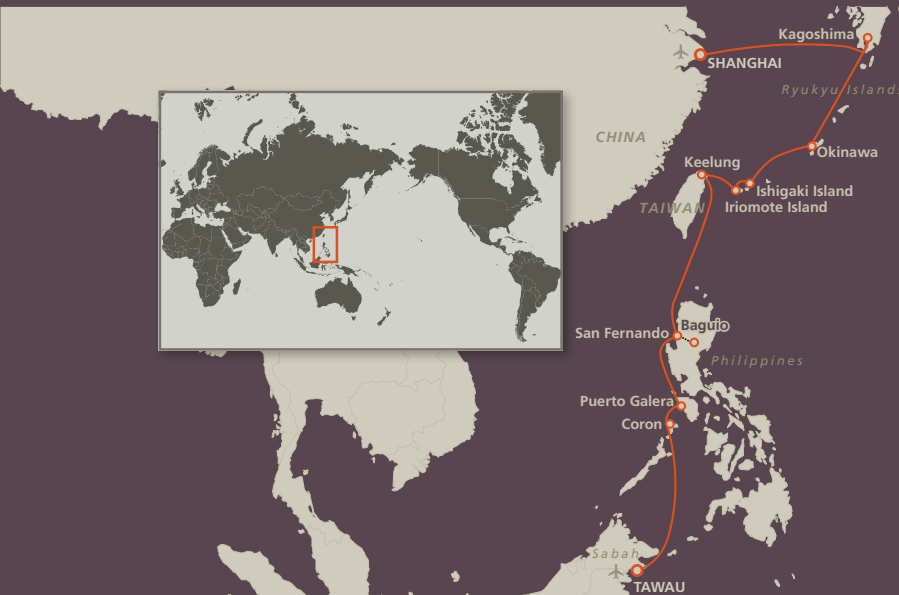 Kagoshima
SHANGHAI
Ryukyu Islands
CHINA
Okinawa
Keelung
Ishigaki Island
TAIWAN
Iriomote Island
Baguio
San Fernando
Philippines
Puerto Galera
Coron
Sabah
TAWAU